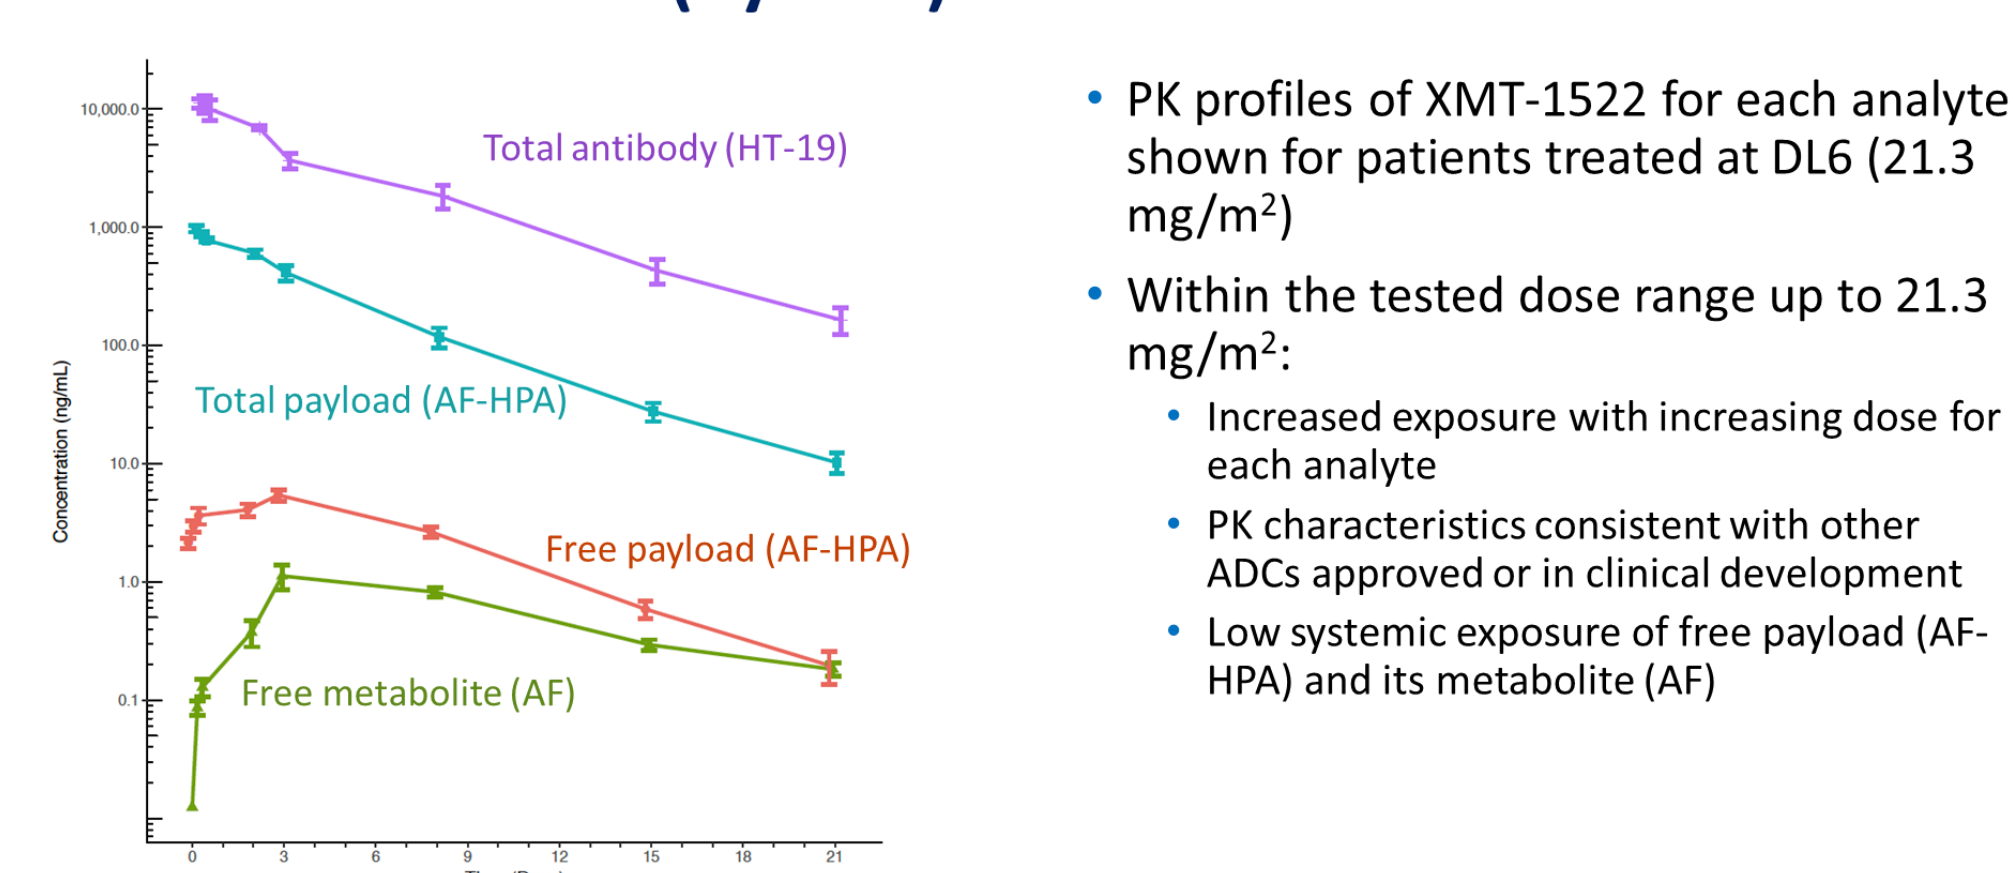 10,000.0
1,000.0
100.0
10.0
1.0
0.1
Concentration (ng/mL)
0 3 6 9 12 15 18 21
Total antibody (HT-19)
Total payload (AF-HPA)
Free payload (AF-HPA)
Free metabolite (AF)
• PK profiles of XMT-1522 for each analyte
shown for patients treated at DL6 (21.3
mg/m²)
• Within the tested dose range up to 21.3
mg/m²:
• Increased exposure with increasing dose for
each analyte
• PK characteristics consistent with other
ADCs approved or in clinical development
• Low systemic exposure of free payload (AF-
HPA) and its metabolite (AF)